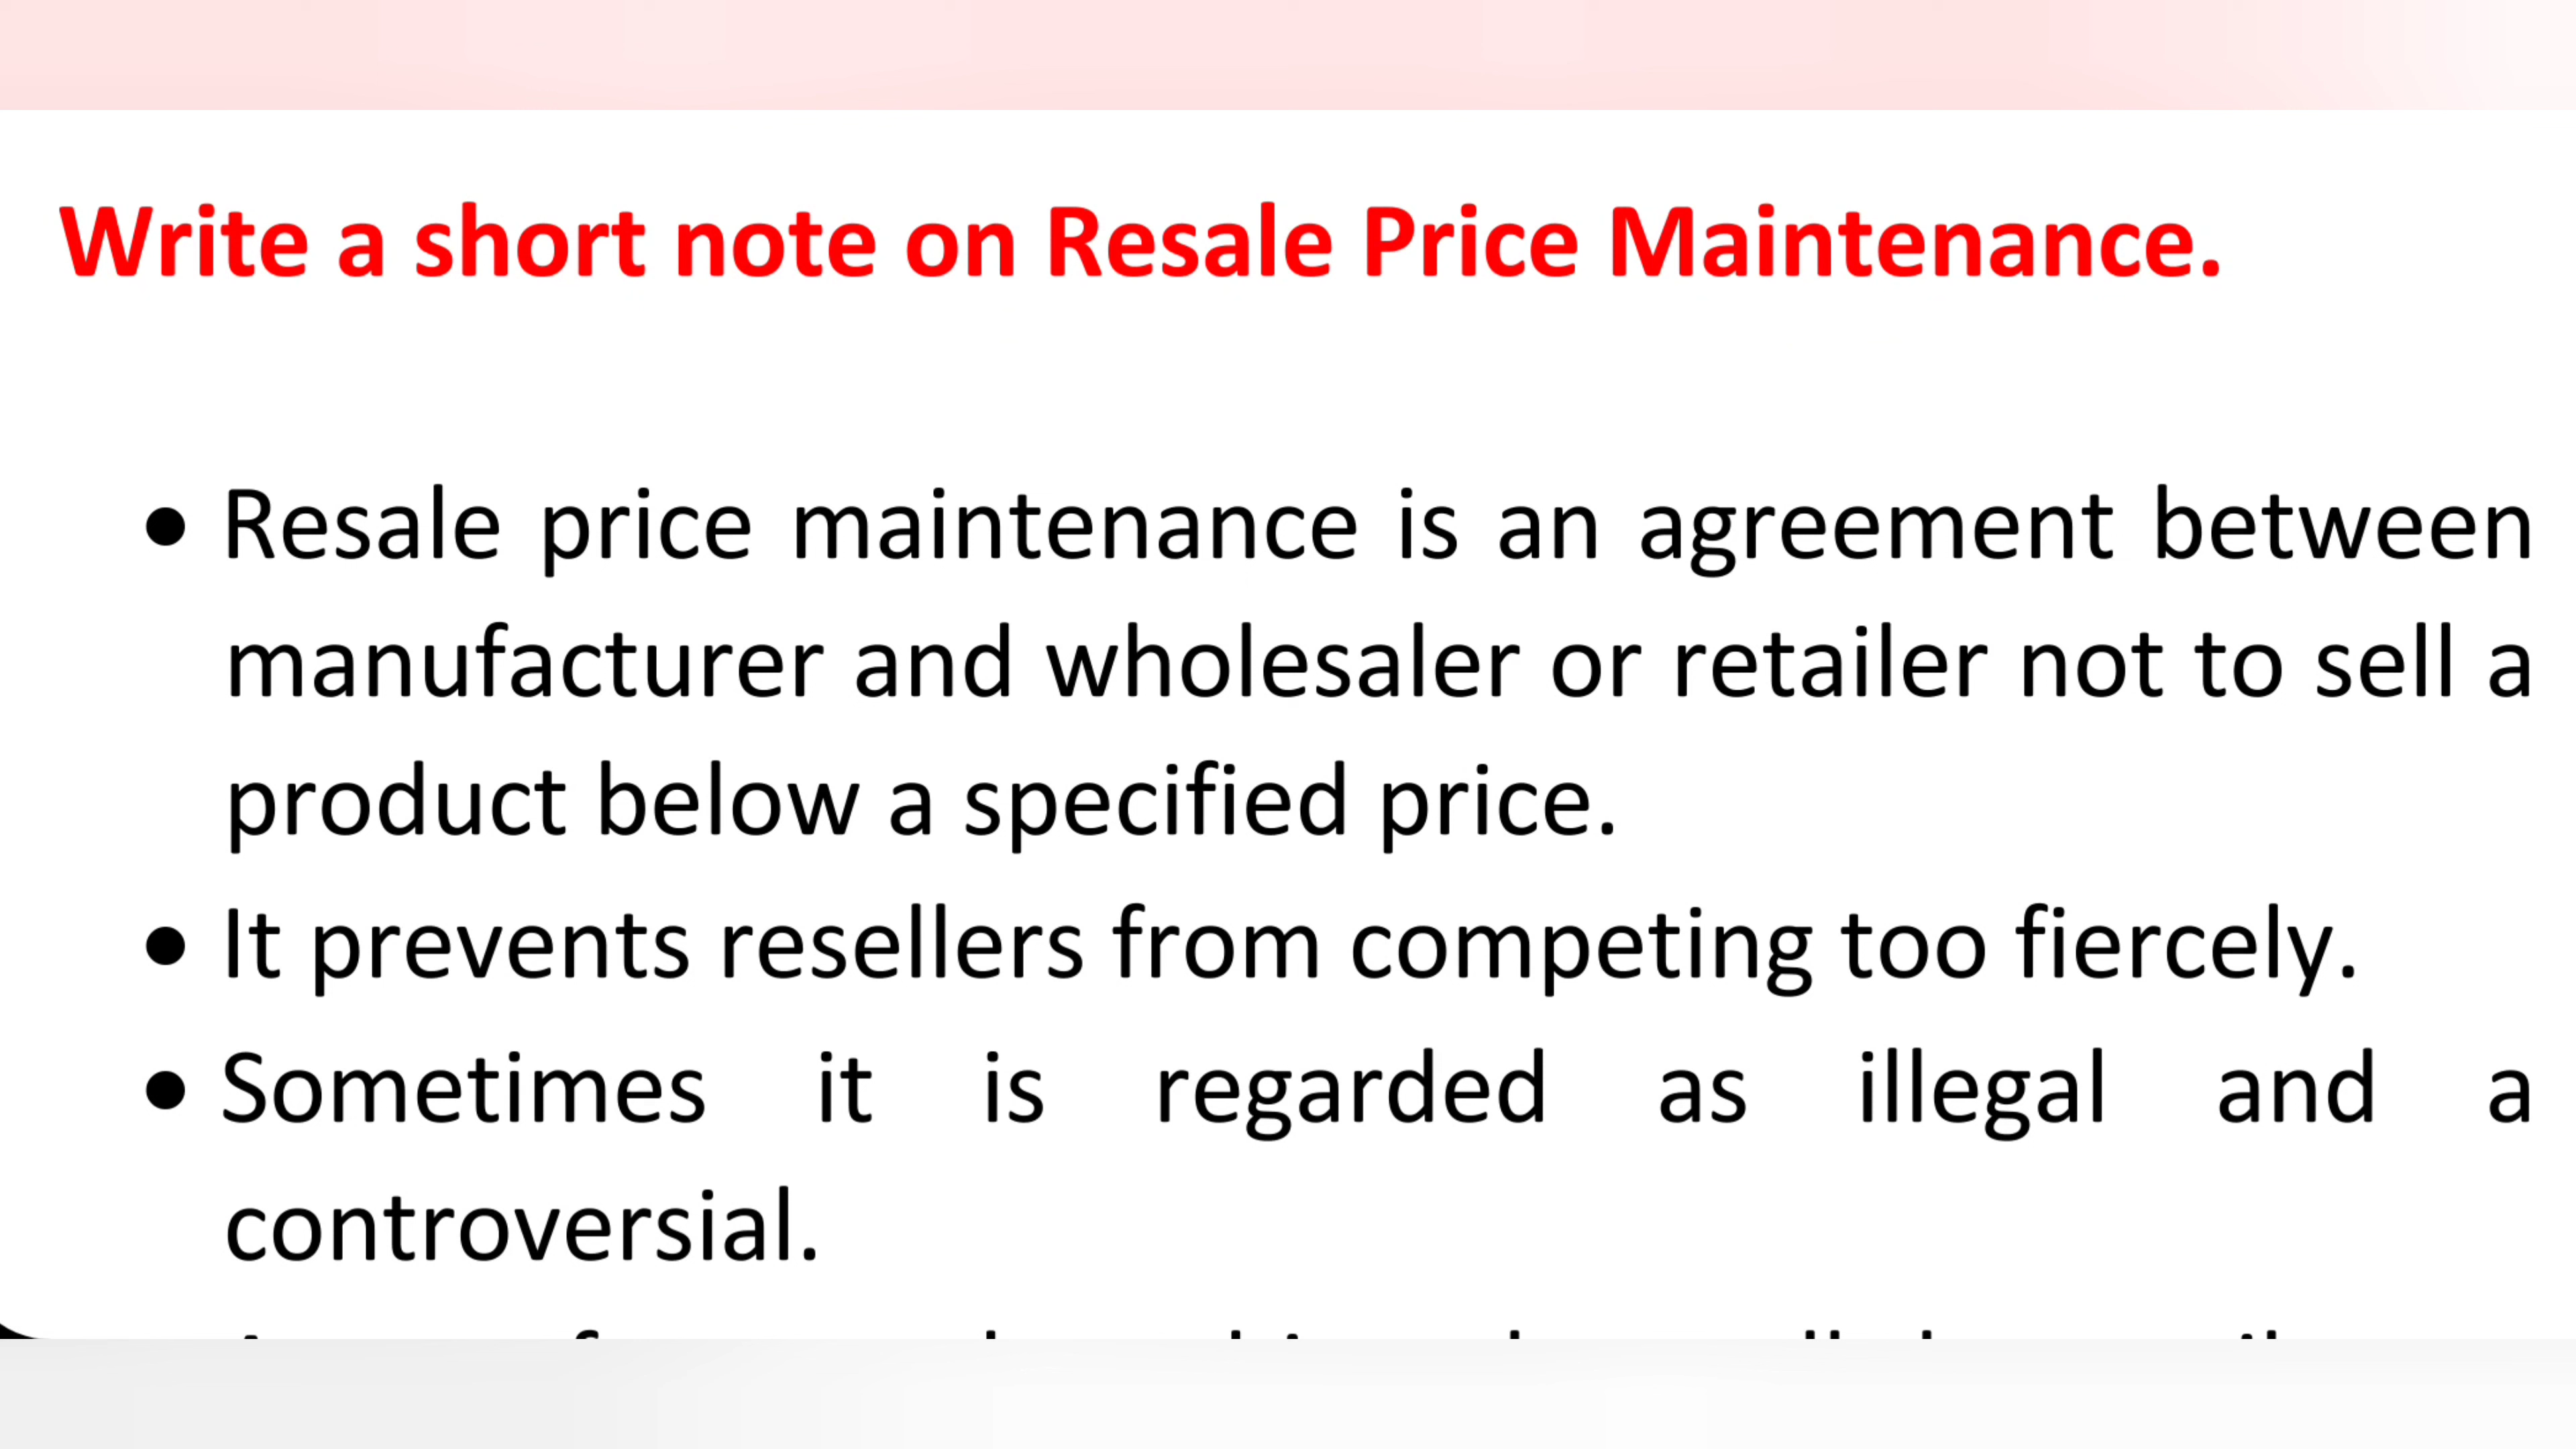 Write a short note on Resale Price Maintenance.
• Resale price maintenance is an agreement between
manufacturer and wholesaler or retailer not to sell a
product below a specified price.
• It prevents resellers from competing too fiercely.
• Sometimes it is regarded as illegal and a
controversial.